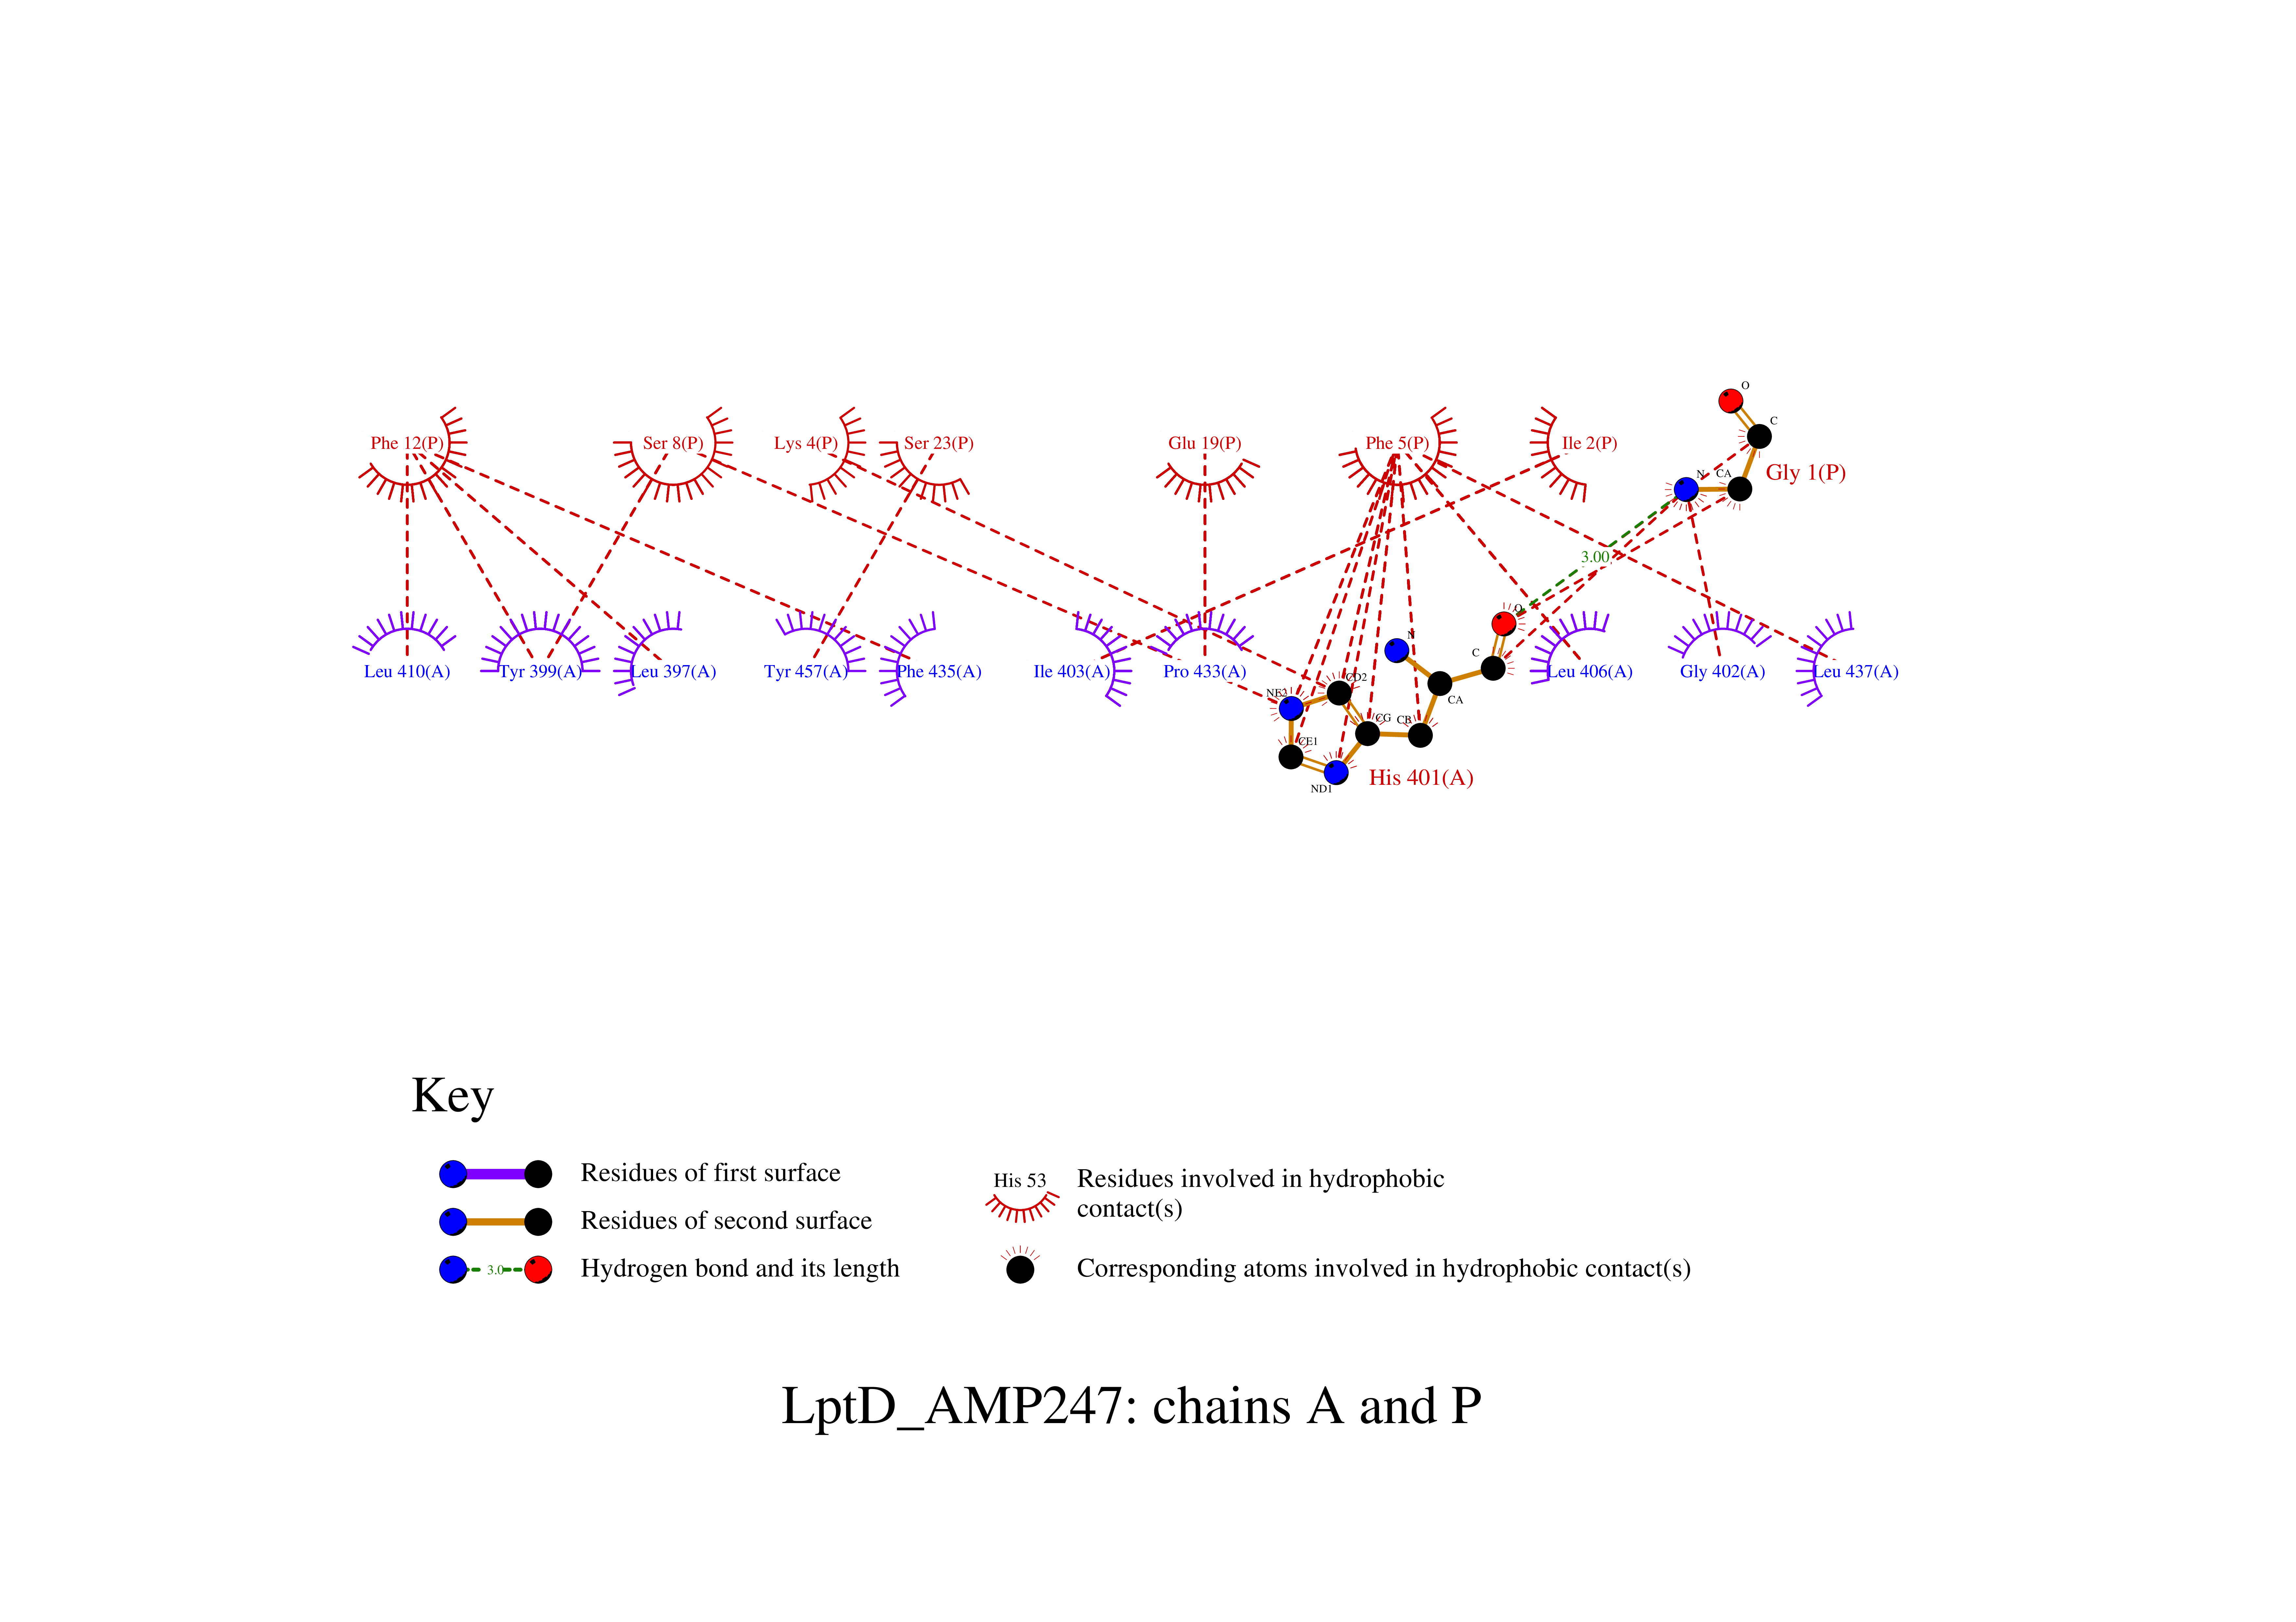 O
C
Phe 12(P) Ser 8(P) Lys 4(P) Ser 23(P) Glu 19(P) Phe 5(P) Ile 2(P)
N CA Gly 1(P)
3.00
O
N
C
Leu 410(A) Tyr 399(A) Leu 397(A) Tyr 457(A) Phe 435(A) Ile 403(A) Pro 433(A) Leu 406(A) Gly 402(A) Leu 437(A)
CD2
NE2 CA
CG CB
CE1
His 401(A)
ND1
Key
Residues of first surface
Residues of second surface
3.0 Hydrogen bond and its length
His 53 Residues involved in hydrophobic
contact(s)
Corresponding atoms involved in hydrophobic contact(s)
LptD_AMP247: chains A and P